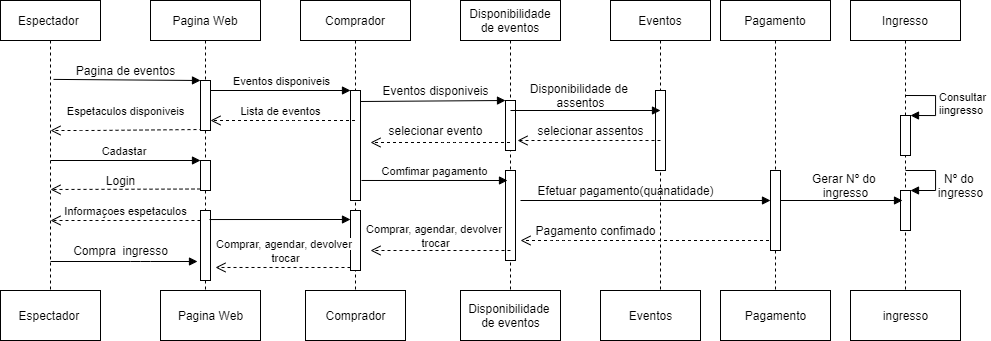 Espectador
Pagina Web
Comprador
Disponibilidade
de eventos
Eventos
Pagamento
Ingresso
Pagina de eventos
Eventos disponiveis
Eventos disponiveis
Disponibilidade de
assentos
Consultar
iingresso
Espetaculos disponiveis
Lista de eventos
selecionar evento
selecionar assentos
Cadastar
Login
Comfimar pagamento
Efetuar pagamento(quanatidade)
Gerar Nº do
ingresso
Nº do
ingresso
Informaçoes espetaculos
Comprar, agendar, devolver
trocar
Pagamento confimado
Compra ingresso
Comprar, agendar, devolver
trocar
Espectador
Pagina Web
Comprador
Disponibilidade
de eventos
Eventos
Pagamento
ingresso